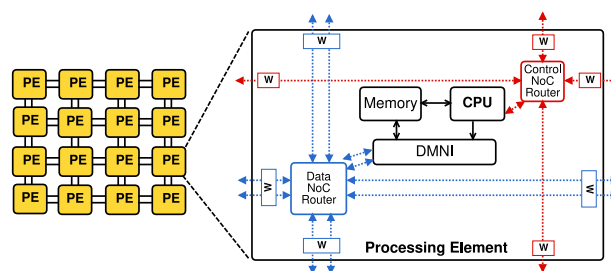 PE PE PE PE
PE PE PE PE
PE PE PE PE
PE PE PE PE
W
W
W
Control
NoC
Router
W
Memory
CPU
DMNI
Data
NoC
Router
W
W
W
W
Processing Element